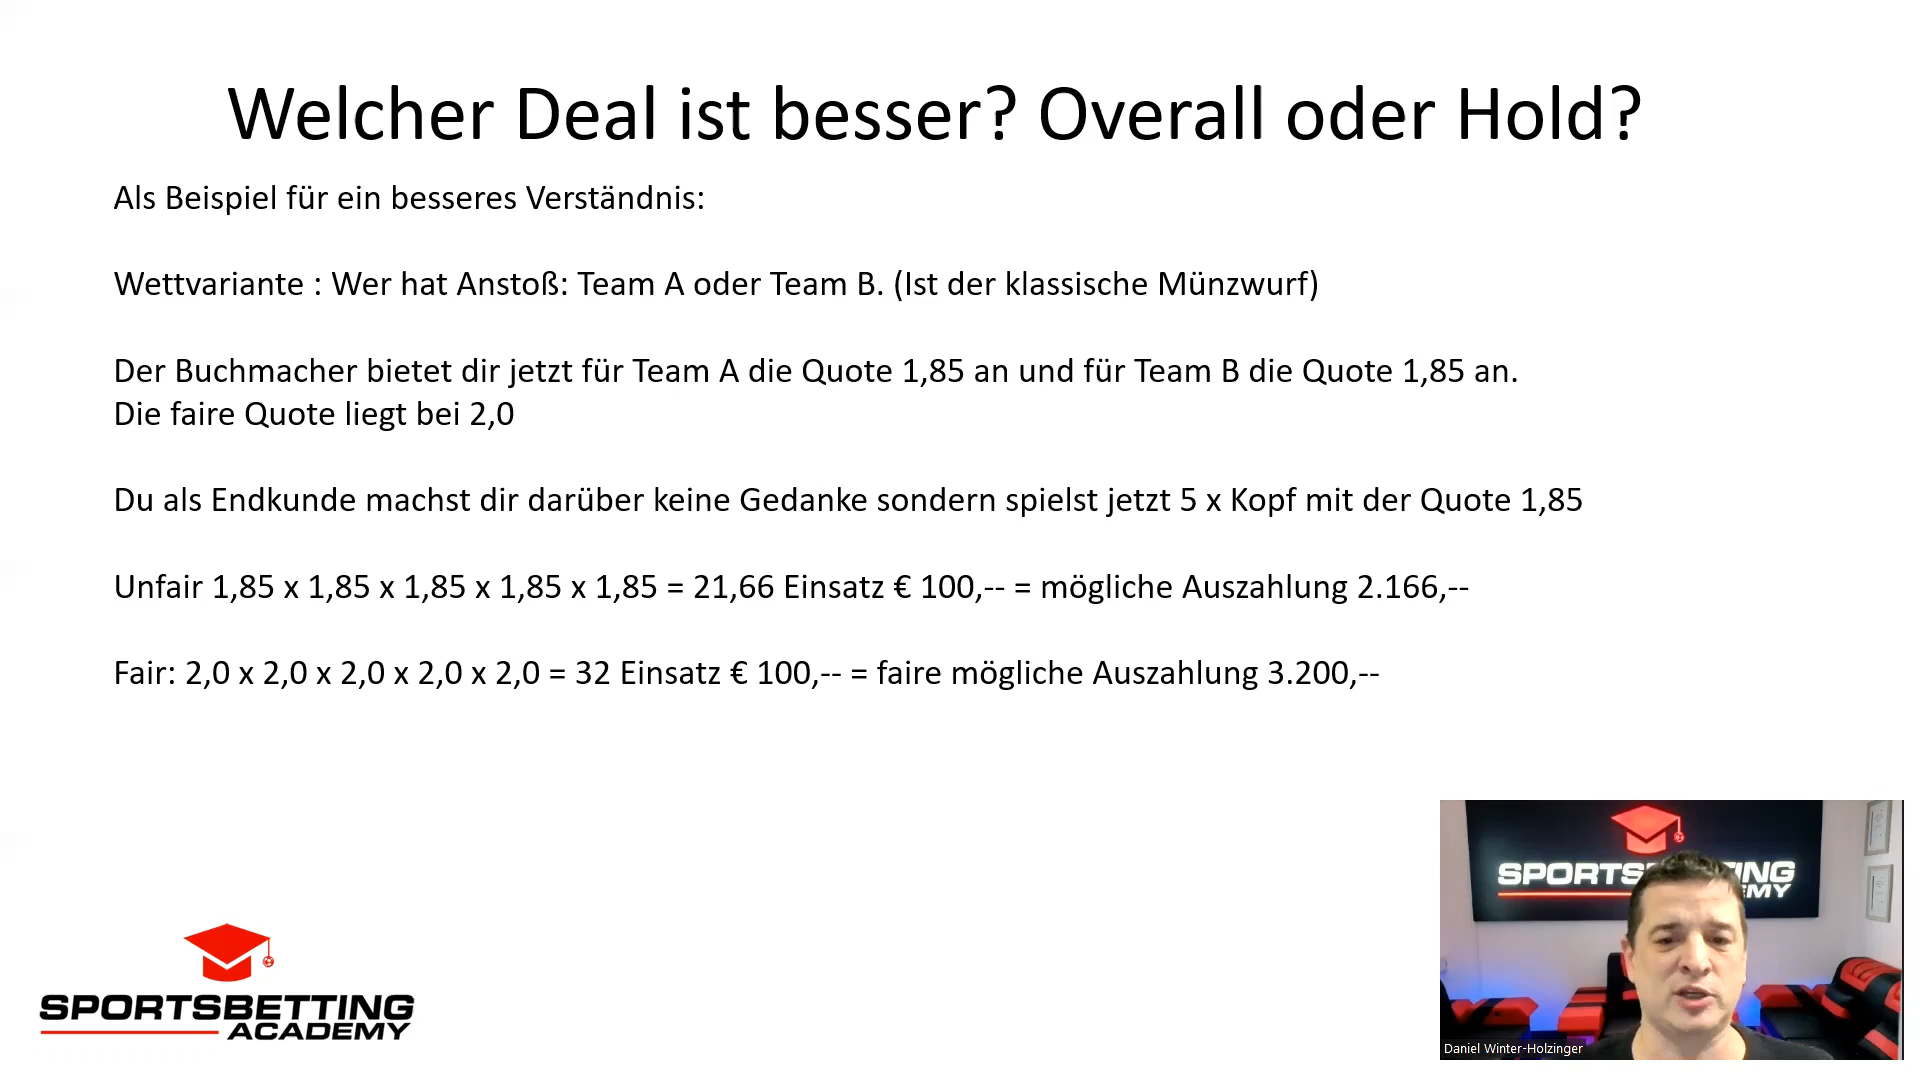 Welcher Deal ist besser? Overall oder Hold?
Als Beispiel für ein besseres Verständnis:
Wettvariante : Wer hat Anstoß: Team A oder Team B. (Ist der klassische Münzwurf)
Der Buchmacher bietet dir jetzt für Team A die Quote 1,85 an und für Team B die Quote 1,85 an.
Die faire Quote liegt bei 2,0
Du als Endkunde machst dir darüber keine Gedanke sondern spielst jetzt 5 x Kopf mit der Quote 1,85
Unfair 1,85 x 1,85 x 1,85 x 1,85 x 1,85 = 21,66 Einsatz € 100,-- = mögliche Auszahlung 2.166,--
Fair: 2,0 x 2,0 x 2,0 x 2,0 x 2,0 = 32 Einsatz € 100,-- = faire mögliche Auszahlung 3.200,--
SPORTSBETTING
ACADEMY
SPORTS ING
EMY
Daniel Winter-Holzinger